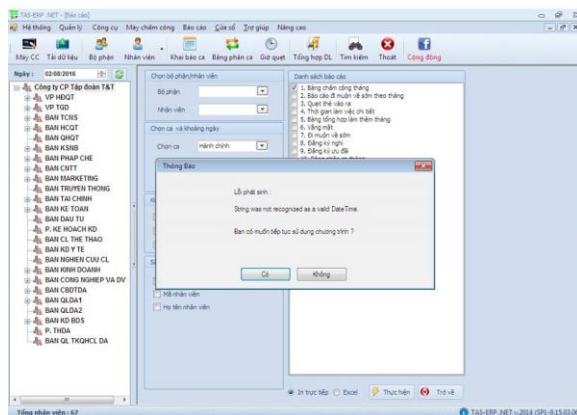 TAS-ERP .NET - [Báo cáo]
Hệ thống Quản lý Công cụ Máy chấm công Báo cáo Cửa sổ Trợ giúp Nâng cao
Máy CC Tải dữ liệu Bộ phận Nhân viên Khai báo ca Bảng phân ca Giờ quẹt Tổng hợp DL Tìm kiếm Thoát Cộng đồng
Ngày : 02/08/2016
Công ty CP Tập đoàn T&T
VP HĐQT
VP TGD
BAN TCNS
BAN HCQT
BAN QHQT
BAN KSNB
BAN PHAP CHE
BAN CNTT
BAN MARKETING
BAN TRUYEN THONG
BAN TAI CHINH
BAN KE TOAN
BAN DAU TU
P. KE HOACH KD
BAN CL THE THAO
BAN KD Y TE
BAN NGHIEN CUU CL
BAN KINH DOANH
BAN CONG NGHIEP VA DV
BAN CBDTDA
BAN QLDA1
BAN QLDA2
BAN KD BDS
P. THDA
BAN QL TKQHCL DA
Tổng nhân viên : 67
Chọn bộ phận/nhân viên
Bộ phận
Nhân viên
Chọn ca và khoảng ngày
Chọn ca Hành chính
Mã nhân viên
Họ tên nhân viên
Danh sách báo cáo
1. Bảng chấm công tháng
2. Báo cáo đi muộn về sớm theo tháng
3. Quẹt thẻ vào ra
4. Thời gian làm việc chi tiết
5. Bảng tổng hợp làm thêm tháng
6. Vắng mặt
7. Đi muộn về sớm
8. Đăng ký nghỉ
9. Đăng ký ưu đãi
Thông Báo
Lỗi phát sinh :
String was not recognized as a valid DateTime.
Bạn có muốn tiếp tục sử dụng chương trình ?
Có Không
In trực tiếp Excel Thực hiện Trở về